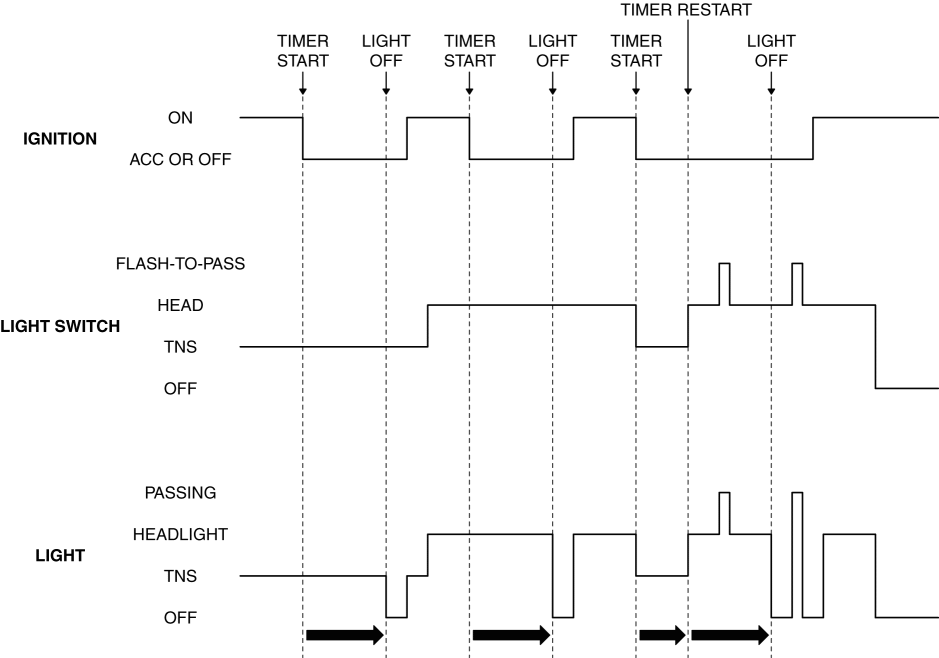 TIMER RESTART
TIMER START
LIGHT OFF
TIMER START
LIGHT OFF
TIMER START
LIGHT OFF
IGNITION
ON
ACC OR OFF
LIGHT SWITCH
FLASH-TO-PASS
HEAD
TNS
OFF
LIGHT
PASSING
HEADLIGHT
TNS
OFF